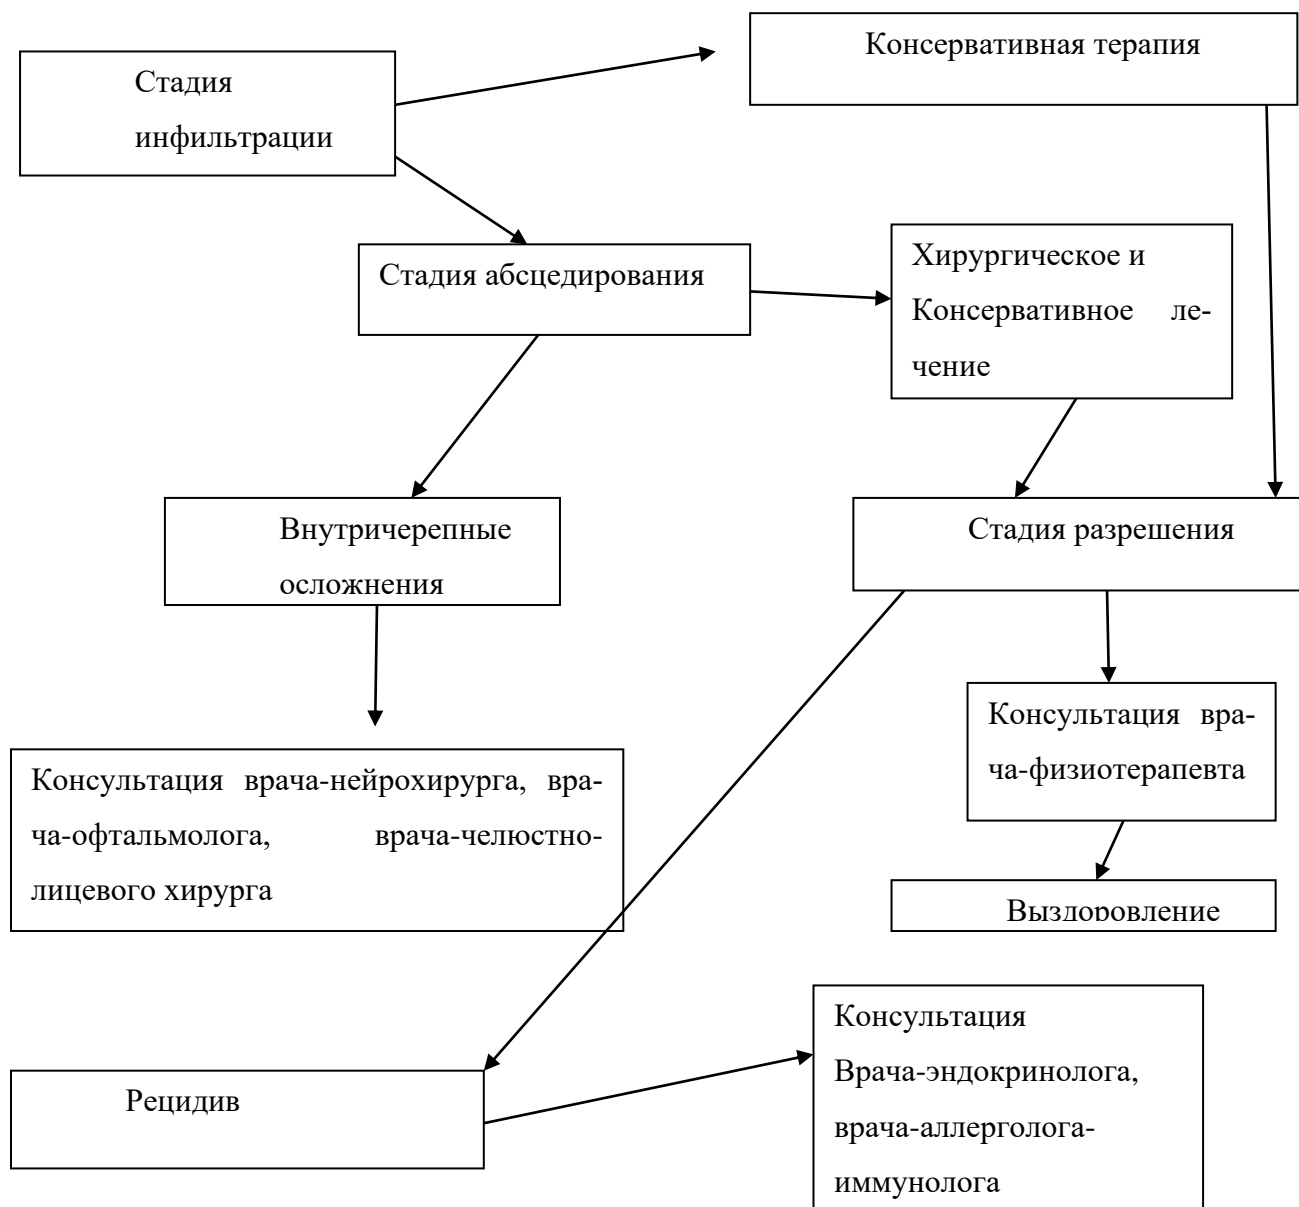 Консервативная терапия
Стадия
инфильтрации
Стадия абсцедирования
Хирургическое и
Консервативное ле-
чение
Внутричерепные
осложнения
Стадия разрешения
Консультация вра-
ча-физиотерапевта
Консультация врача-нейрохирурга, вра-
ча-офтальмолога, врача-челюстно-
лицевого хирурга
Выздоровление
Консультация
Врача-эндокринолога,
врача-аллерголога-
иммунолога
Рецидив